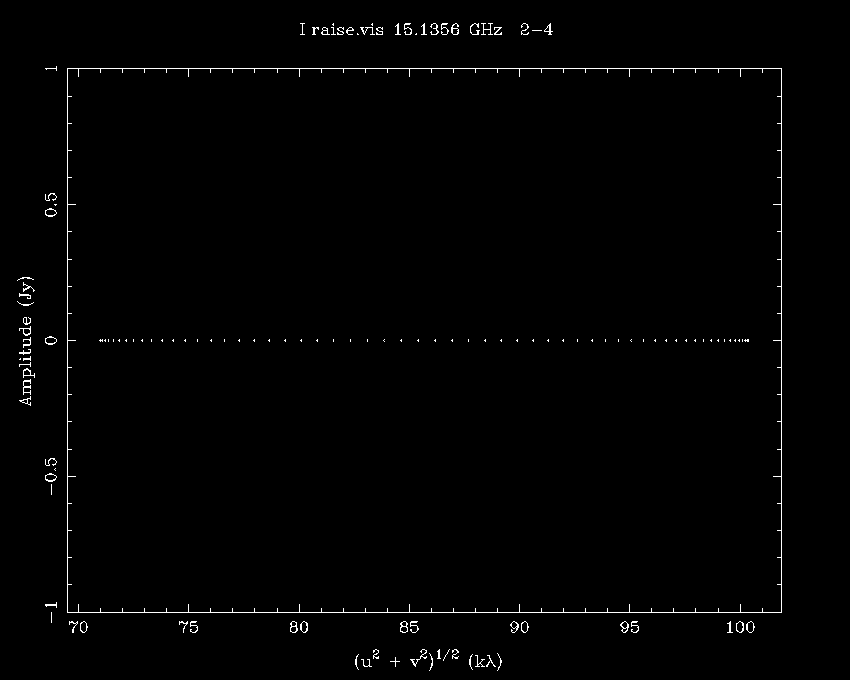 I raise.vis 15.1356 GHz 2−4
1
0.5
0
−0.5
−1
Amplitude (Jy)
70 75 80 85 90 95 100
(u² + v²)^1/2 (kλ)